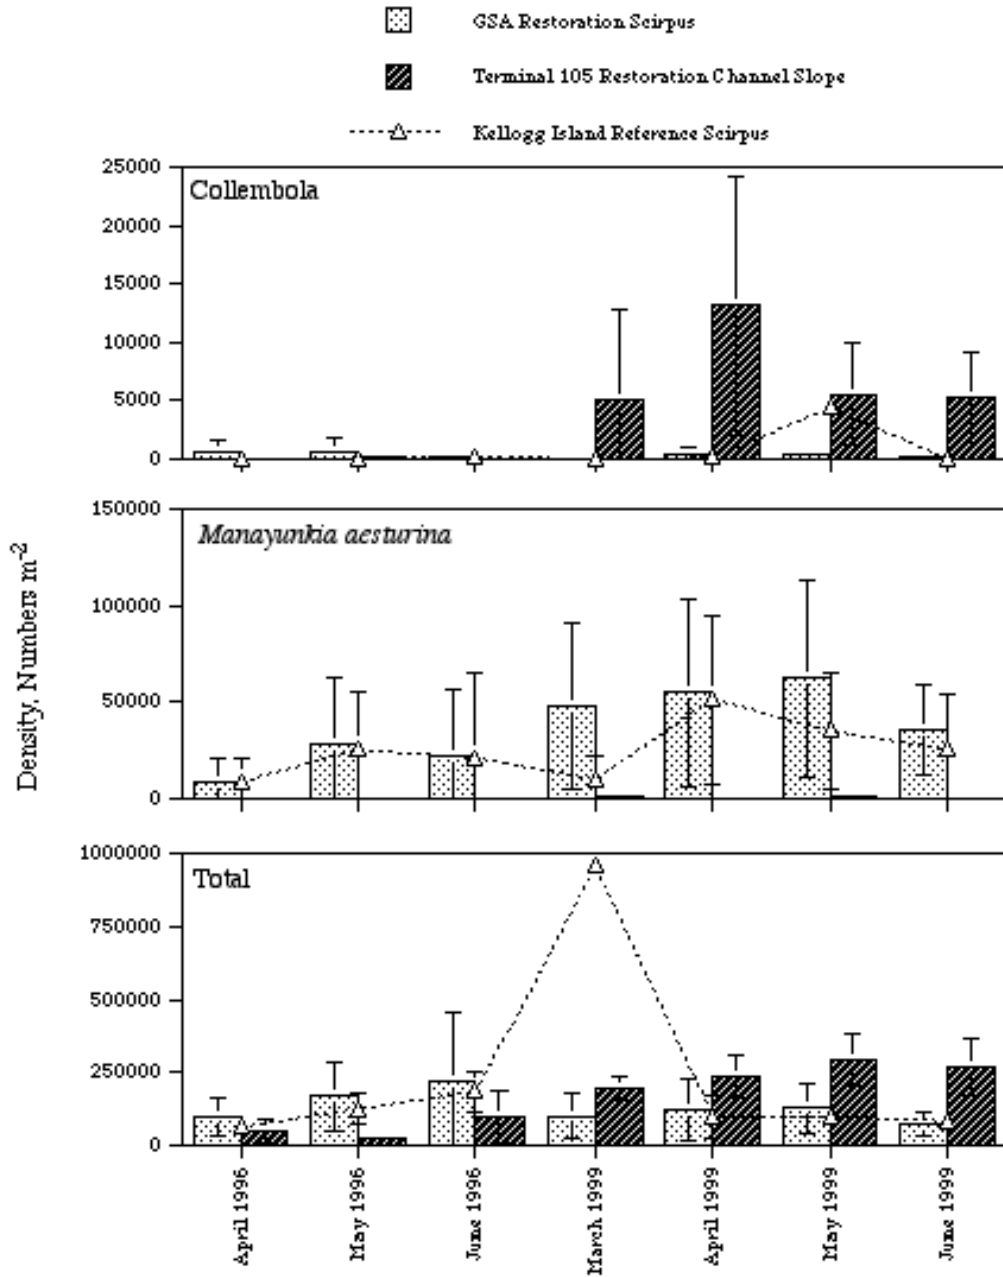 GSA Restoration Scirpus
Terminal 105 Restoration Channel Slope
Kellogg Island Reference Scirpus
Density, Numbers m-2
25000
Collembola
20000
15000
10000
5000
0
150000
Manayunkia aesturina
100000
50000
0
1000000
Total
750000
500000
250000
0
April 1996
May 1996
June 1996
March 1999
April 1999
May 1999
June 1999